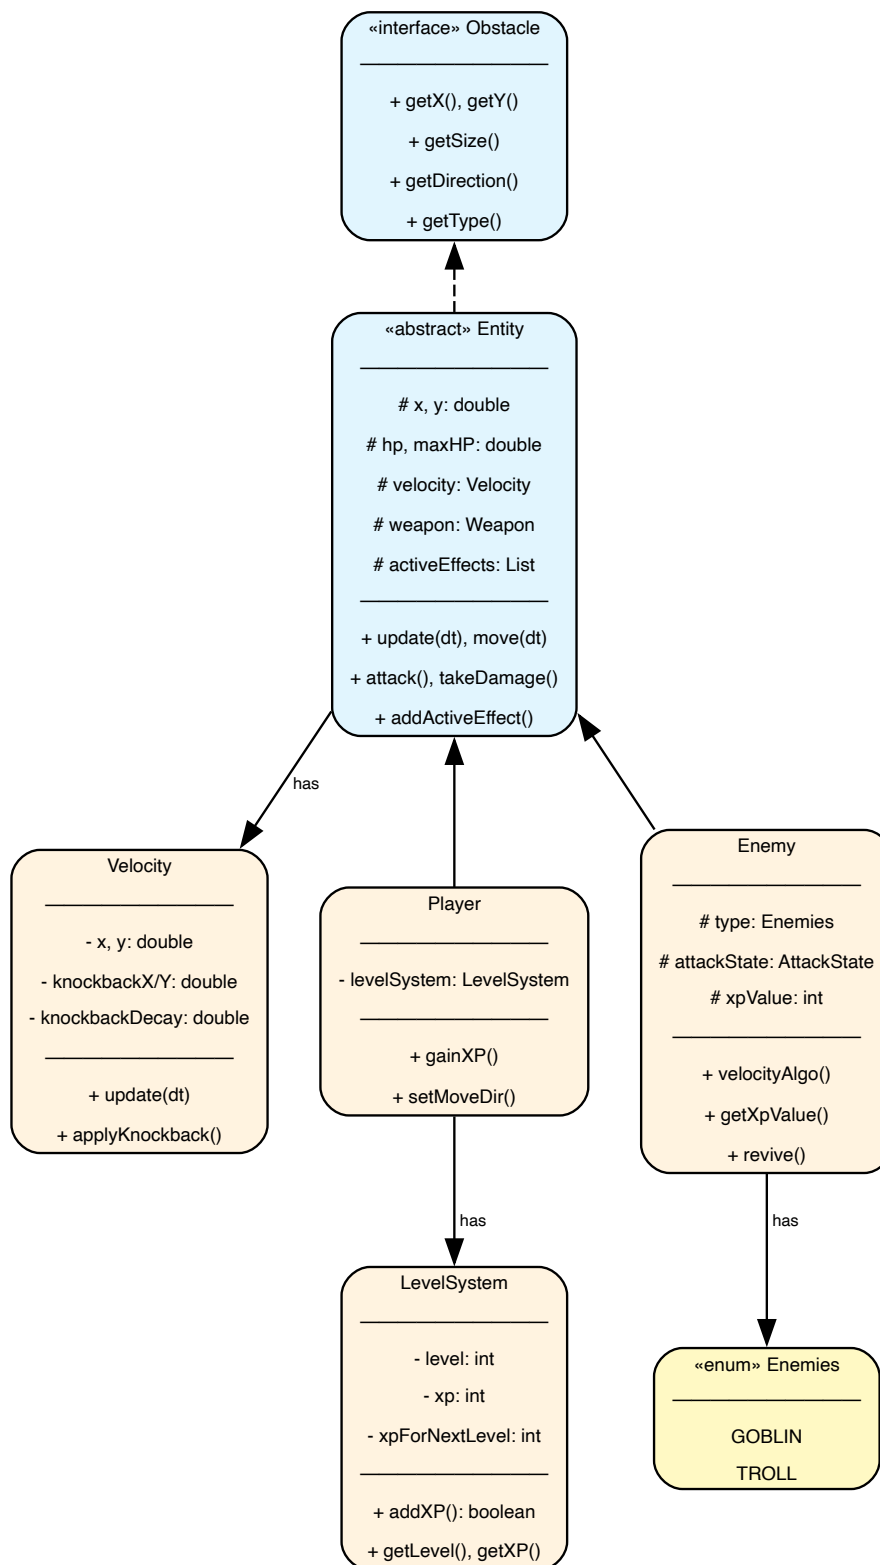 «interface» Obstacle
+ getX(), getY()
+ getSize()
+ getDirection()
+ getType()
«abstract» Entity
# x, y: double
# hp, maxHP: double
# velocity: Velocity
# weapon: Weapon
# activeEffects: List
+ update(dt), move(dt)
+ attack(), takeDamage()
+ addActiveEffect()
has
Velocity
- x, y: double
- knockbackX/Y: double
- knockbackDecay: double
+ update(dt)
+ applyKnockback()
Player
- levelSystem: LevelSystem
+ gainXP()
+ setMoveDir()
Enemy
# type: Enemies
# attackState: AttackState
# xpValue: int
+ velocityAlgo()
+ getXpValue()
+ revive()
has
has
LevelSystem
- level: int
- xp: int
- xpForNextLevel: int
+ addXP(): boolean
+ getLevel(), getXP()
«enum» Enemies
GOBLIN
TROLL